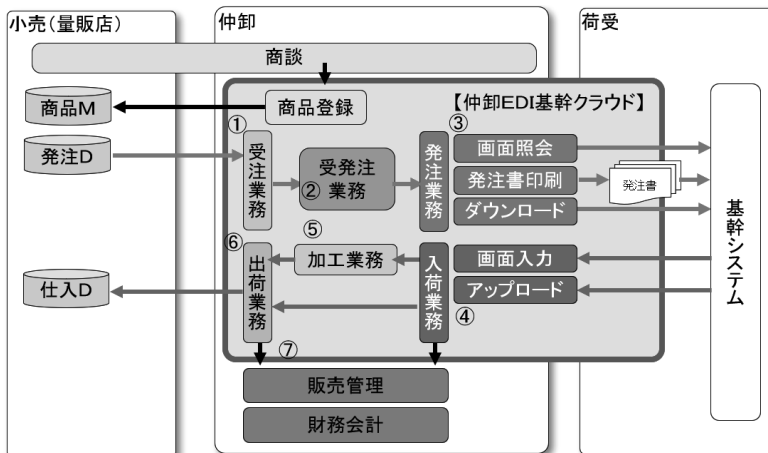 小売（量販店）
仲卸
荷受
商談
商品M
商品登録
【仲卸EDI基幹クラウド】
①
③
発注D
受注業務
②
受発注
業務
発注業務
画面照会
発注書印刷
発注書
ダウンロード
基幹システム
⑤
⑥
仕入D
出荷業務
加工業務
入荷業務
画面入力
アップロード
④
⑦
販売管理
財務会計